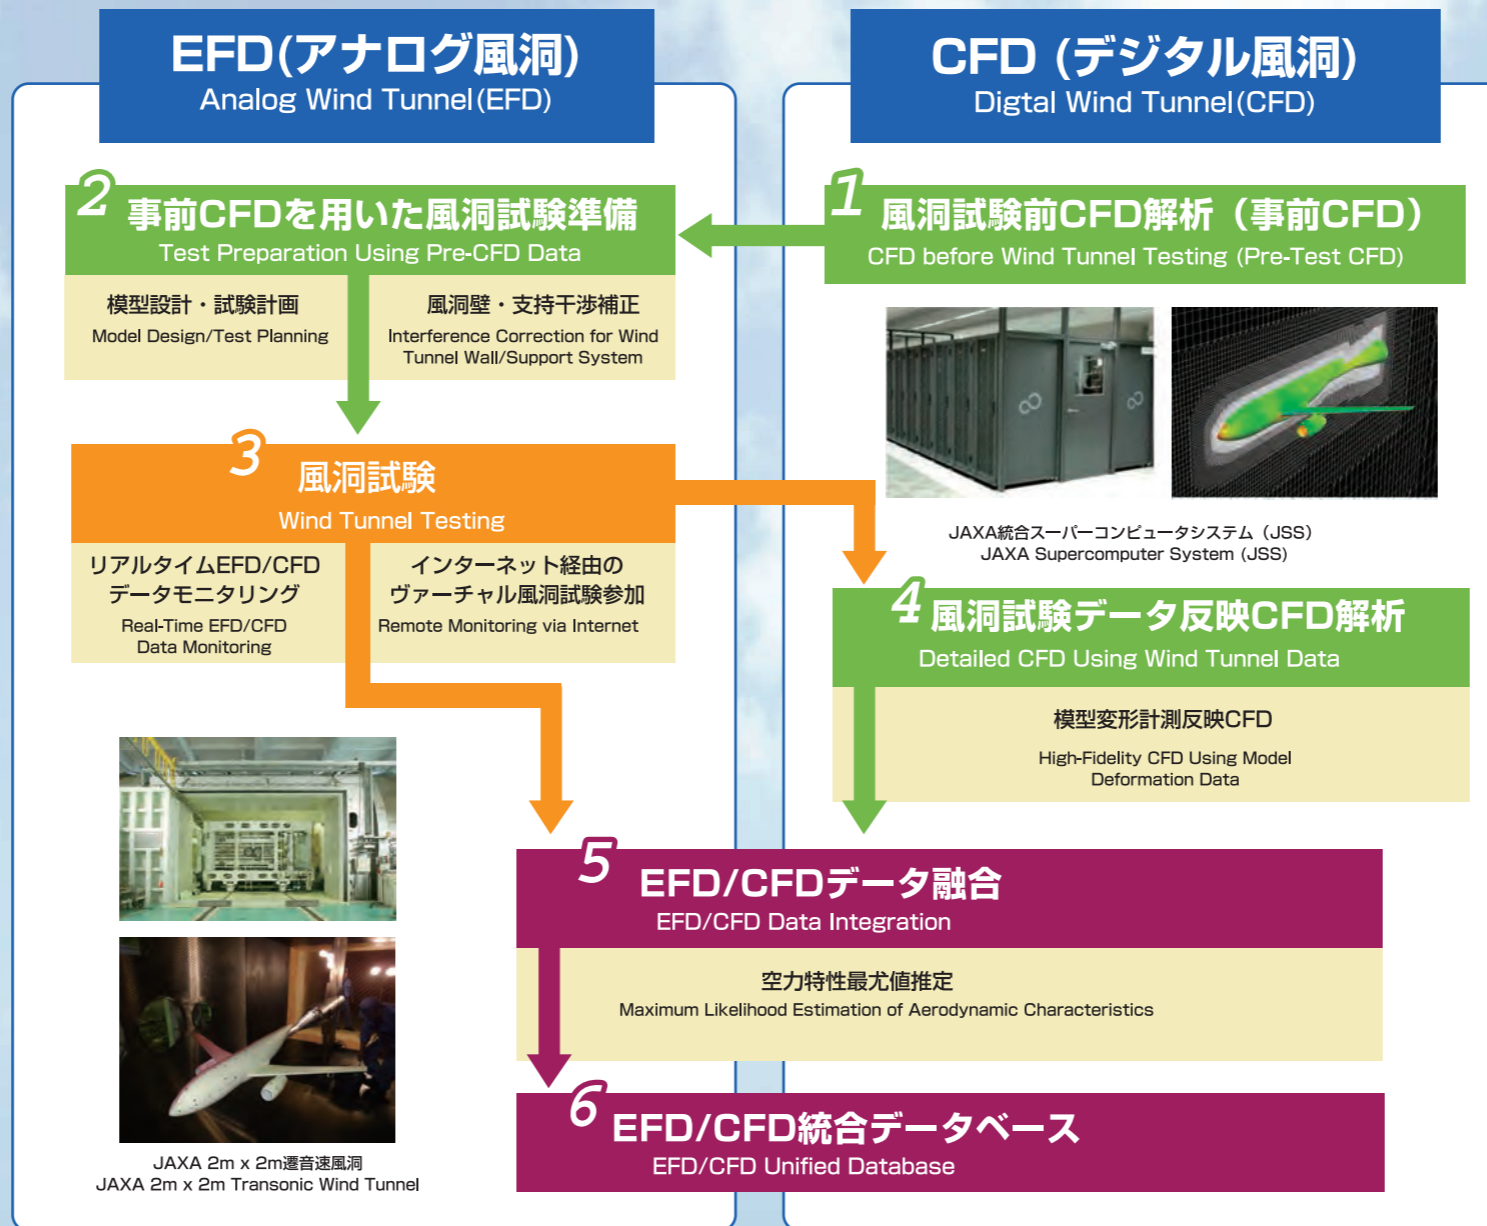 EFD(アナログ風洞)
Analog Wind Tunnel(EFD)
CFD (デジタル風洞)
Digtal Wind Tunnel(CFD)
1
風洞試験前CFD解析（事前CFD）
CFD before Wind Tunnel Testing (Pre-Test CFD)
JAXA統合スーパーコンピュータシステム（JSS）
JAXA Supercomputer System (JSS)
2
事前CFDを用いた風洞試験準備
Test Preparation Using Pre-CFD Data
模型設計・試験計画
Model Design/Test Planning
風洞壁・支持干渉補正
Interference Correction for Wind
Tunnel Wall/Support System
3
風洞試験
Wind Tunnel Testing
リアルタイムEFD/CFD
データモニタリング
Real-Time EFD/CFD
Data Monitoring
インターネット経由の
ヴァーチャル風洞試験参加
Remote Monitoring via Internet
4
風洞試験データ反映CFD解析
Detailed CFD Using Wind Tunnel Data
模型変形計測反映CFD
High-Fidelity CFD Using Model
Deformation Data
5
EFD/CFDデータ融合
EFD/CFD Data Integration
空力特性最尤値推定
Maximum Likelihood Estimation of Aerodynamic Characteristics
6
EFD/CFD統合データベース
EFD/CFD Unified Database
JAXA 2m x 2m遷音速風洞
JAXA 2m x 2m Transonic Wind Tunnel